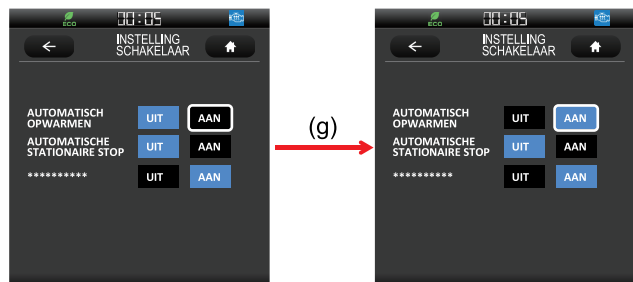 ECO 00:05
INSTELLING
SCHAKELAAR
AUTOMATISCH
OPWARMEN UIT AAN
AUTOMATISCHE
STATIONAIRE STOP UIT AAN
********** UIT AAN
(g)
ECO 00:05
INSTELLING
SCHAKELAAR
AUTOMATISCH
OPWARMEN UIT AAN
AUTOMATISCHE
STATIONAIRE STOP UIT AAN
********** UIT AAN